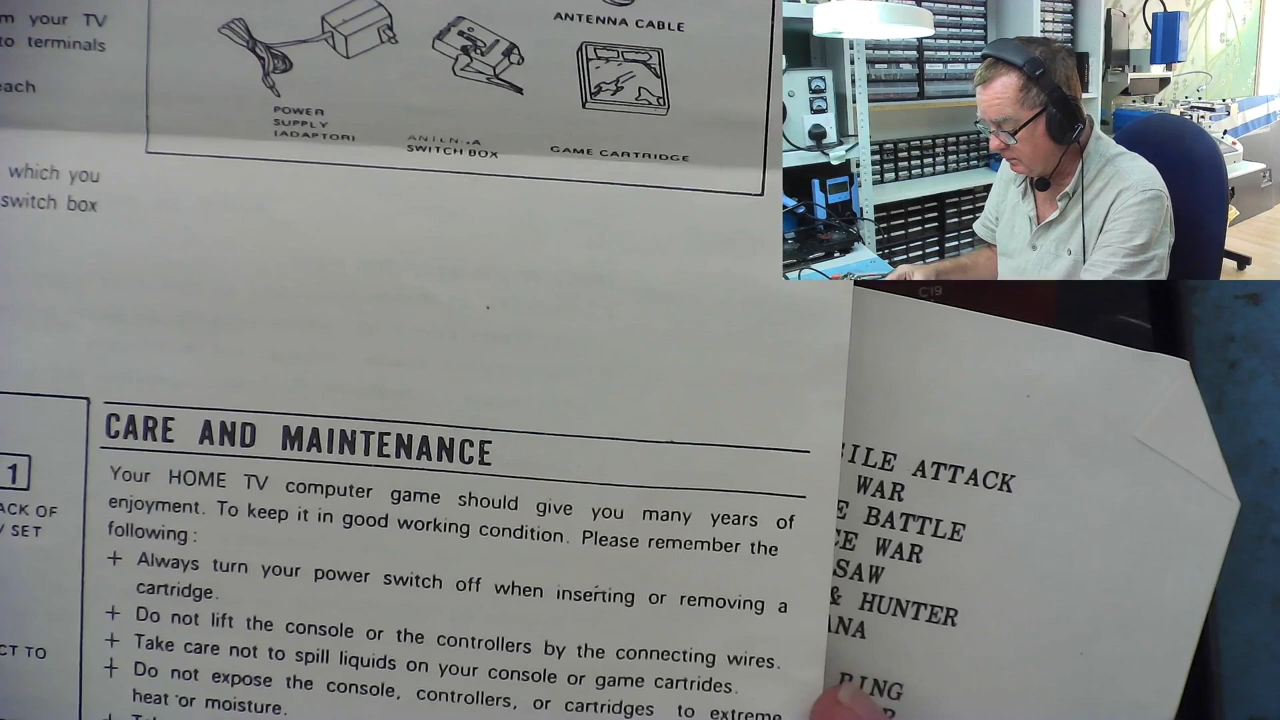 m your TV
to terminals
each
which you
switch box
ANTENNA CABLE
POWER
SUPPLY
(ADAPTOR)
SWITCH BOX
GAME CARTRIDGE
C19
1
ACK OF
SET
CT TO
CARE AND MAINTENANCE
Your HOME TV computer game should give you many years of
enjoyment. To keep it in good working condition. Please remember the
following:
+ Always turn your power switch off when inserting or removing a
cartridge.
+ Do not lift the console or the controllers by the connecting wires.
+ Take care not to spill liquids on your console or game cartrides.
+ Do not expose the console, controllers, or cartridges to extreme
heat or moisture.
ILE ATTACK
WAR
E BATTLE
CE WAR
SAW
& HUNTER
ANA
RING